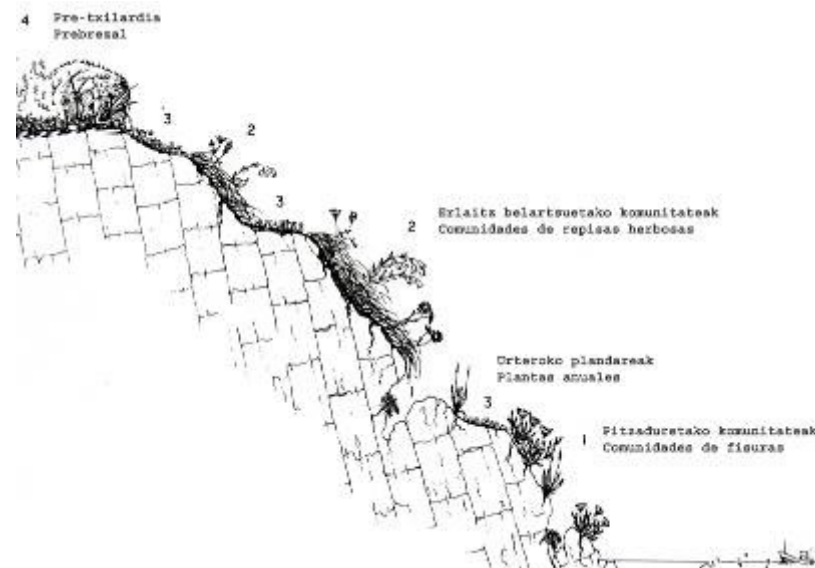 4 Pre-txilardia
Prebrezal
3
2
3
2 Erlaitz belartsuetako komunitateak
Comunidades de repisas herbosas
Urteroko plandareak
Plantas anuales
3
1 Pitzaduretako komunitateak
Comunidades de fisuras